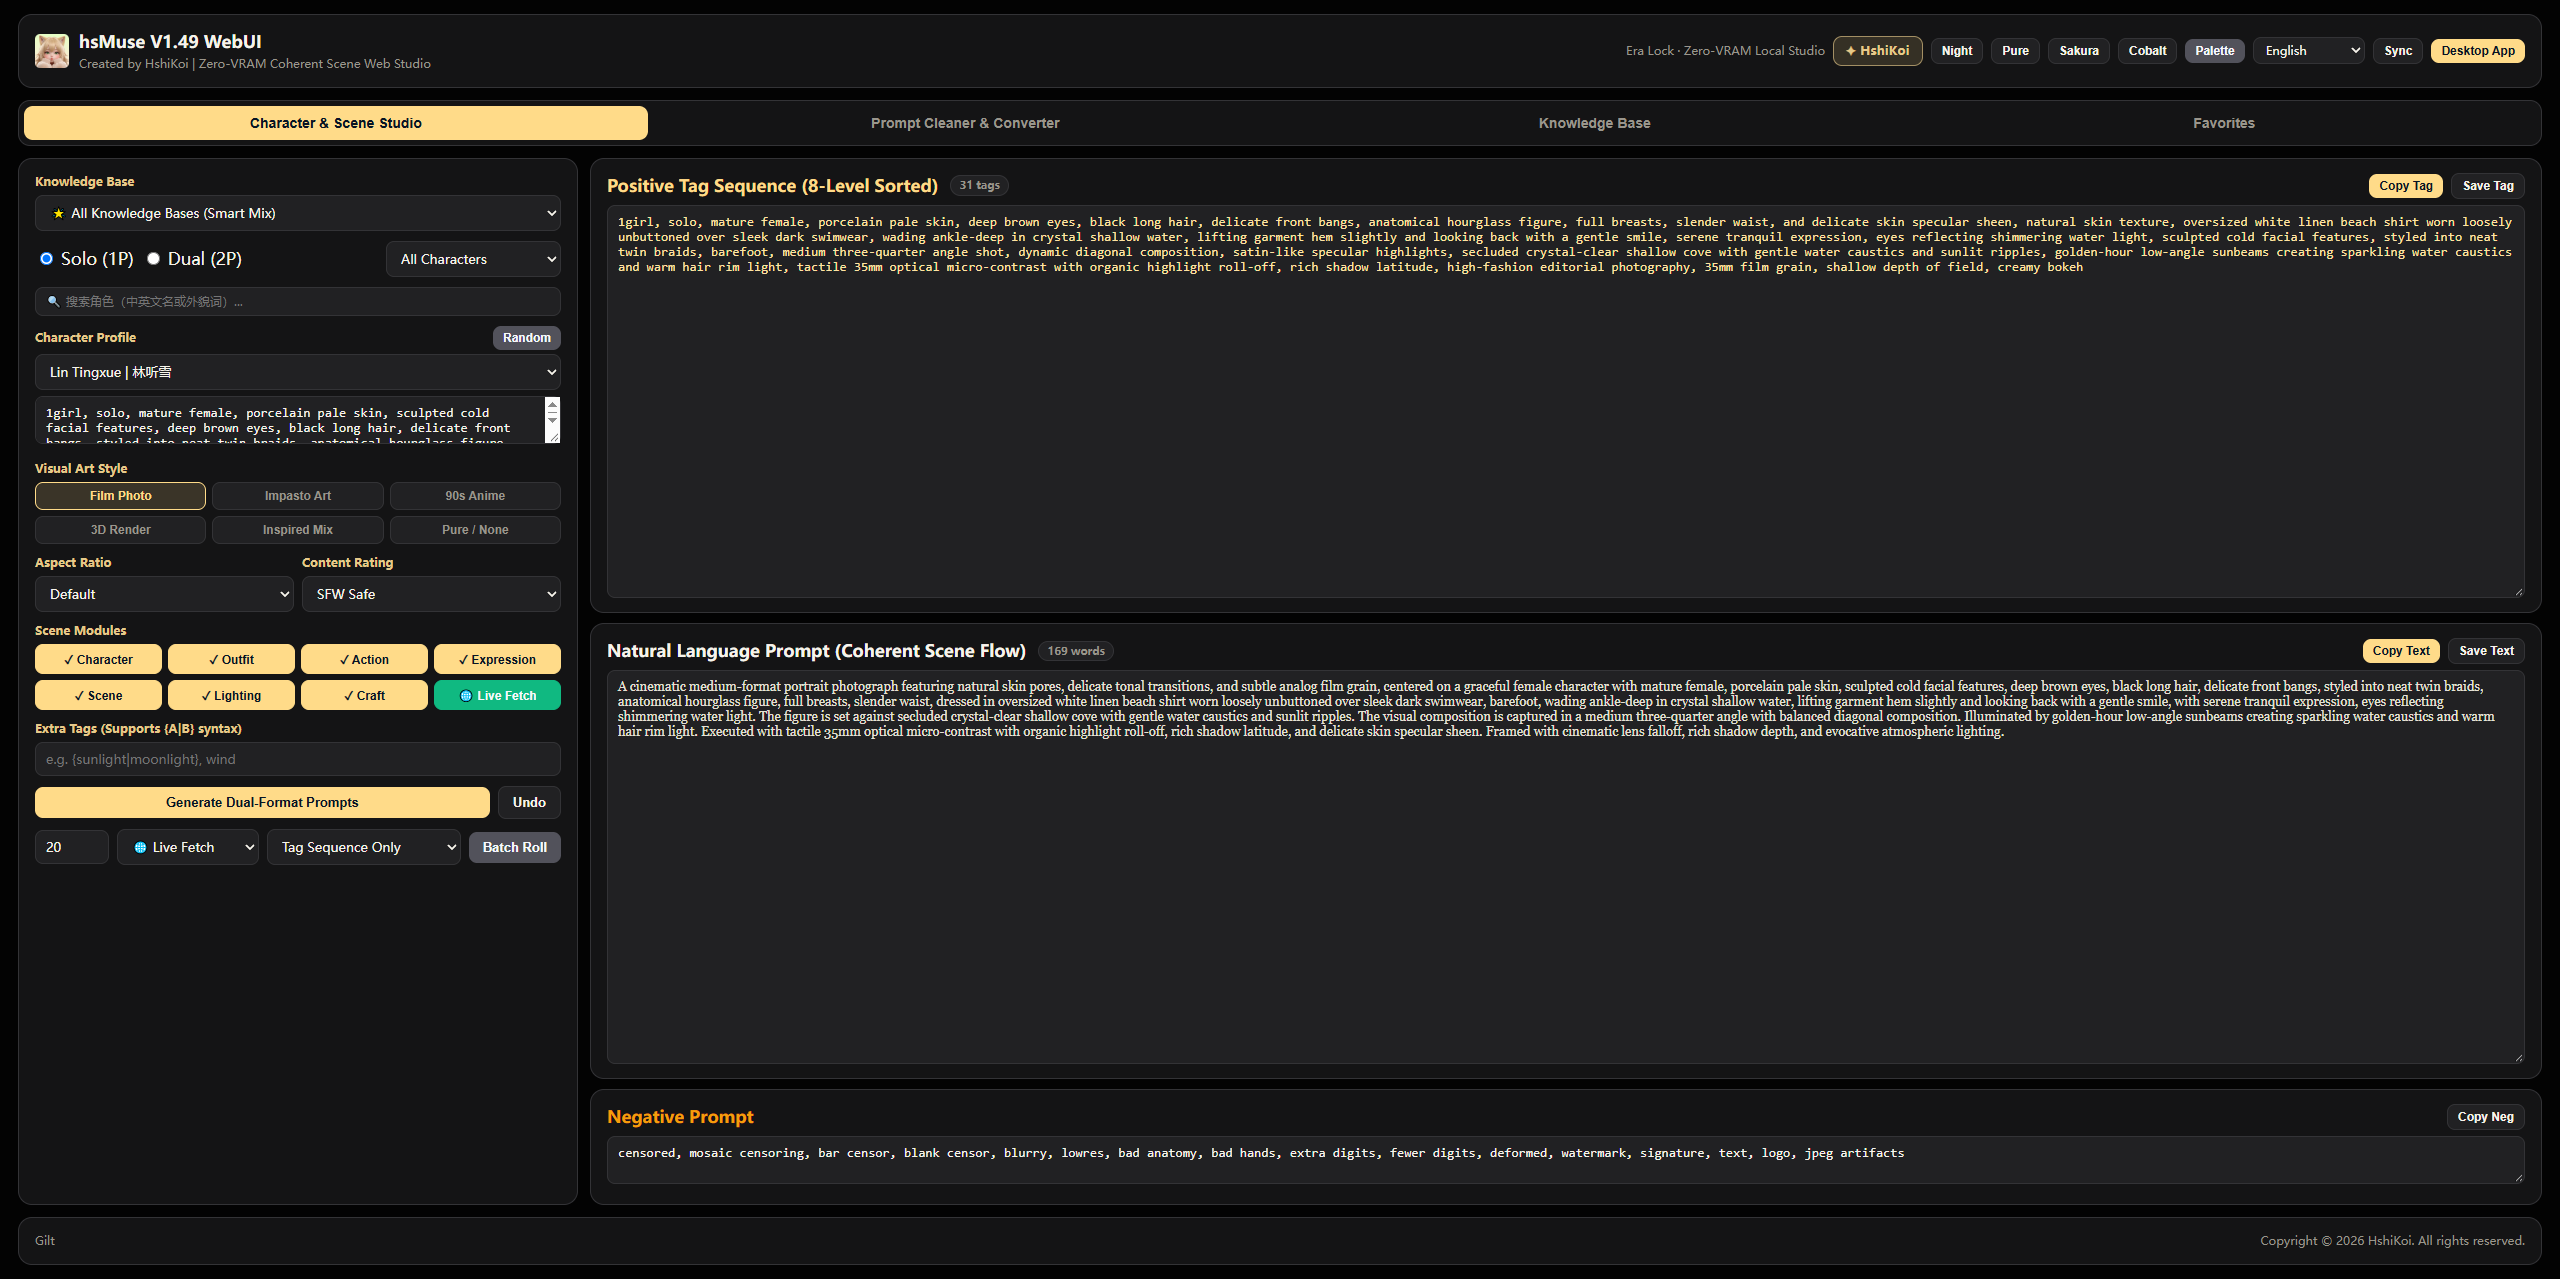 hsMuse V1.49 WebUI
Created by HshiKoi | Zero-VRAM Coherent Scene Web Studio
Era Lock · Zero-VRAM Local Studio
✦ HshiKoi
Night
Pure
Sakura
Cobalt
Palette
English
Sync
Desktop App
Character & Scene Studio
Prompt Cleaner & Converter
Knowledge Base
Favorites
Knowledge Base
★ All Knowledge Bases (Smart Mix)
Solo (1P)
Dual (2P)
All Characters
🔍 搜索角色（中英文名或外貌词）...
Character Profile
Random
Lin Tingxue | 林听雪
1girl, solo, mature female, porcelain pale skin, sculpted cold
facial features, deep brown eyes, black long hair, delicate front
bangs, styled into neat twin braids, anatomical hourglass figure,
Visual Art Style
Film Photo
Impasto Art
90s Anime
3D Render
Inspired Mix
Pure / None
Aspect Ratio
Content Rating
Default
SFW Safe
Scene Modules
✓ Character
✓ Outfit
✓ Action
✓ Expression
✓ Scene
✓ Lighting
✓ Craft
🌐 Live Fetch
Extra Tags (Supports {A|B} syntax)
e.g. {sunlight|moonlight}, wind
Generate Dual-Format Prompts
Undo
20
🌐 Live Fetch
Tag Sequence Only
Batch Roll
Positive Tag Sequence (8-Level Sorted)
31 tags
Copy Tag
Save Tag
1girl, solo, mature female, porcelain pale skin, deep brown eyes, black long hair, delicate front bangs, anatomical hourglass figure, full breasts, slender waist, and delicate skin specular sheen, natural skin texture, oversized white linen beach shirt worn loosely
unbuttoned over sleek dark swimwear, wading ankle-deep in crystal shallow water, lifting garment hem slightly and looking back with a gentle smile, serene tranquil expression, eyes reflecting shimmering water light, sculpted cold facial features, styled into neat
twin braids, barefoot, medium three-quarter angle shot, dynamic diagonal composition, satin-like specular highlights, secluded crystal-clear shallow cove with gentle water caustics and sunlit ripples, golden-hour low-angle sunbeams creating sparkling water caustics
and warm hair rim light, tactile 35mm optical micro-contrast with organic highlight roll-off, rich shadow latitude, high-fashion editorial photography, 35mm film grain, shallow depth of field, creamy bokeh
Natural Language Prompt (Coherent Scene Flow)
169 words
Copy Text
Save Text
A cinematic medium-format portrait photograph featuring natural skin pores, delicate tonal transitions, and subtle analog film grain, centered on a graceful female character with mature female, porcelain pale skin, sculpted cold facial features, deep brown eyes, black long hair, delicate front bangs, styled into neat twin braids,
anatomical hourglass figure, full breasts, slender waist, dressed in oversized white linen beach shirt worn loosely unbuttoned over sleek dark swimwear, barefoot, wading ankle-deep in crystal shallow water, lifting garment hem slightly and looking back with a gentle smile, with serene tranquil expression, eyes reflecting
shimmering water light. The figure is set against secluded crystal-clear shallow cove with gentle water caustics and sunlit ripples. The visual composition is captured in a medium three-quarter angle with balanced diagonal composition. Illuminated by golden-hour low-angle sunbeams creating sparkling water caustics and warm
hair rim light. Executed with tactile 35mm optical micro-contrast with organic highlight roll-off, rich shadow latitude, and delicate skin specular sheen. Framed with cinematic lens falloff, rich shadow depth, and evocative atmospheric lighting.
Negative Prompt
Copy Neg
censored, mosaic censoring, bar censor, blank censor, blurry, lowres, bad anatomy, bad hands, extra digits, fewer digits, deformed, watermark, signature, text, logo, jpeg artifacts
Gilt
Copyright © 2026 HshiKoi. All rights reserved.